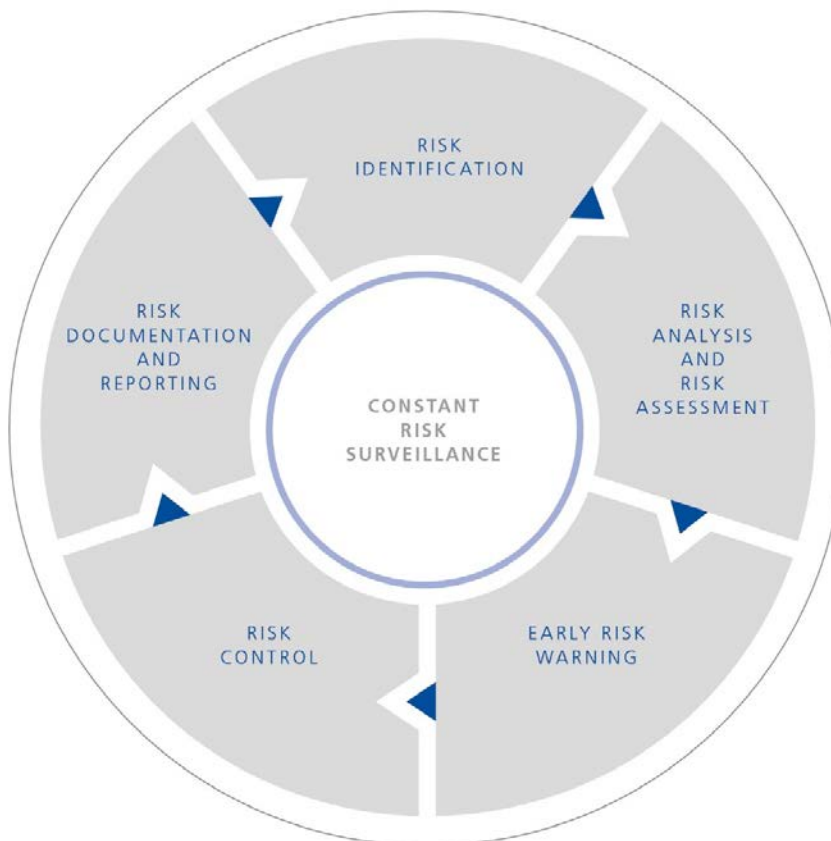 RISK
IDENTIFICATION
RISK
ANALYSIS
AND
RISK
ASSESSMENT
EARLY RISK
WARNING
RISK
CONTROL
RISK
DOCUMENTATION
AND
REPORTING
CONSTANT
RISK
SURVEILLANCE